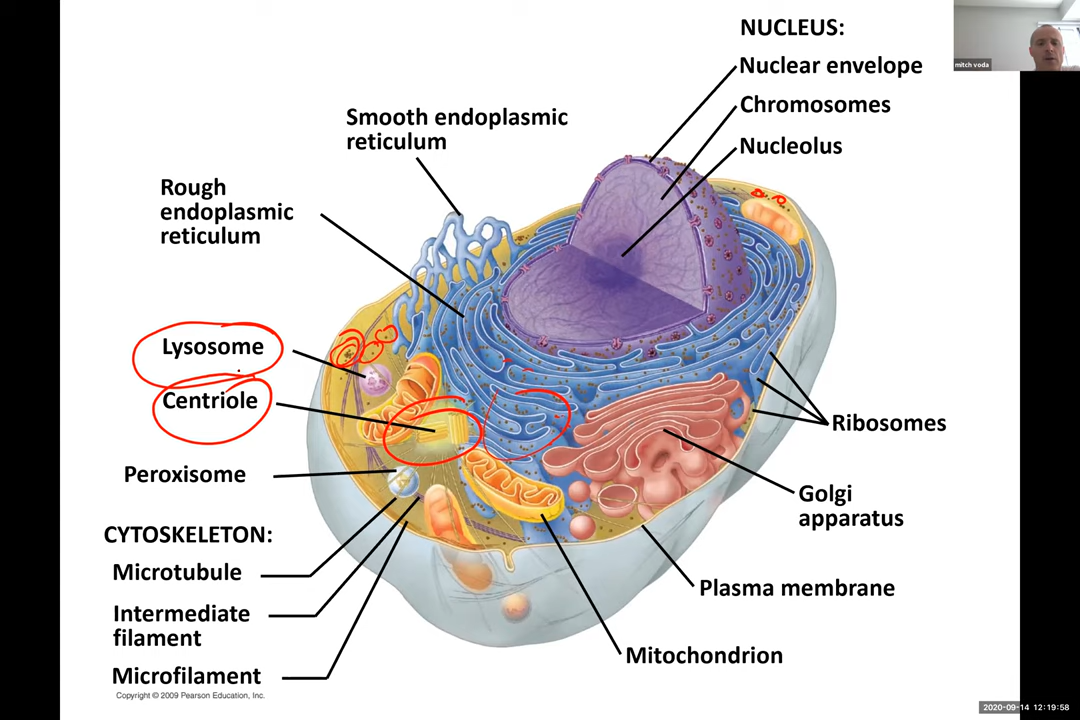 NUCLEUS:
Nuclear envelope
Chromosomes
Nucleolus
mitch voda
Smooth endoplasmic
reticulum
Rough
endoplasmic
reticulum
Lysosome
Centriole
Ribosomes
Peroxisome
Golgi
apparatus
CYTOSKELETON:
Microtubule
Plasma membrane
Intermediate
filament
Mitochondrion
Microfilament
Copyright © 2009 Pearson Education, Inc.
2020-09-14 12:19:58